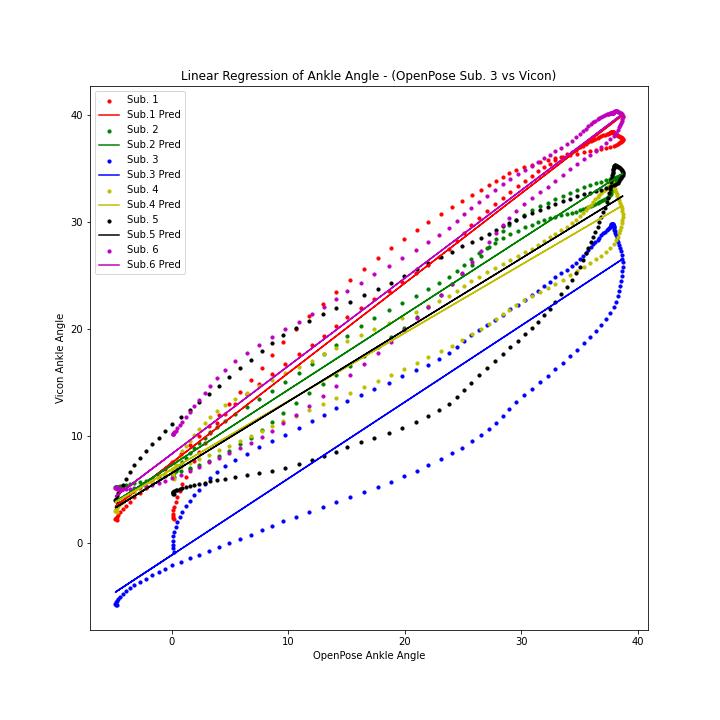 Linear Regression of Ankle Angle - (OpenPose Sub. 3 vs Vicon)
Sub. 1
Sub.1 Pred
Sub. 2
Sub.2 Pred
Sub. 3
Sub.3 Pred
Sub. 4
Sub.4 Pred
Sub. 5
Sub.5 Pred
Sub. 6
Sub.6 Pred
Vicon Ankle Angle
40
30
20
10
0
0 10 20 30 40
OpenPose Ankle Angle